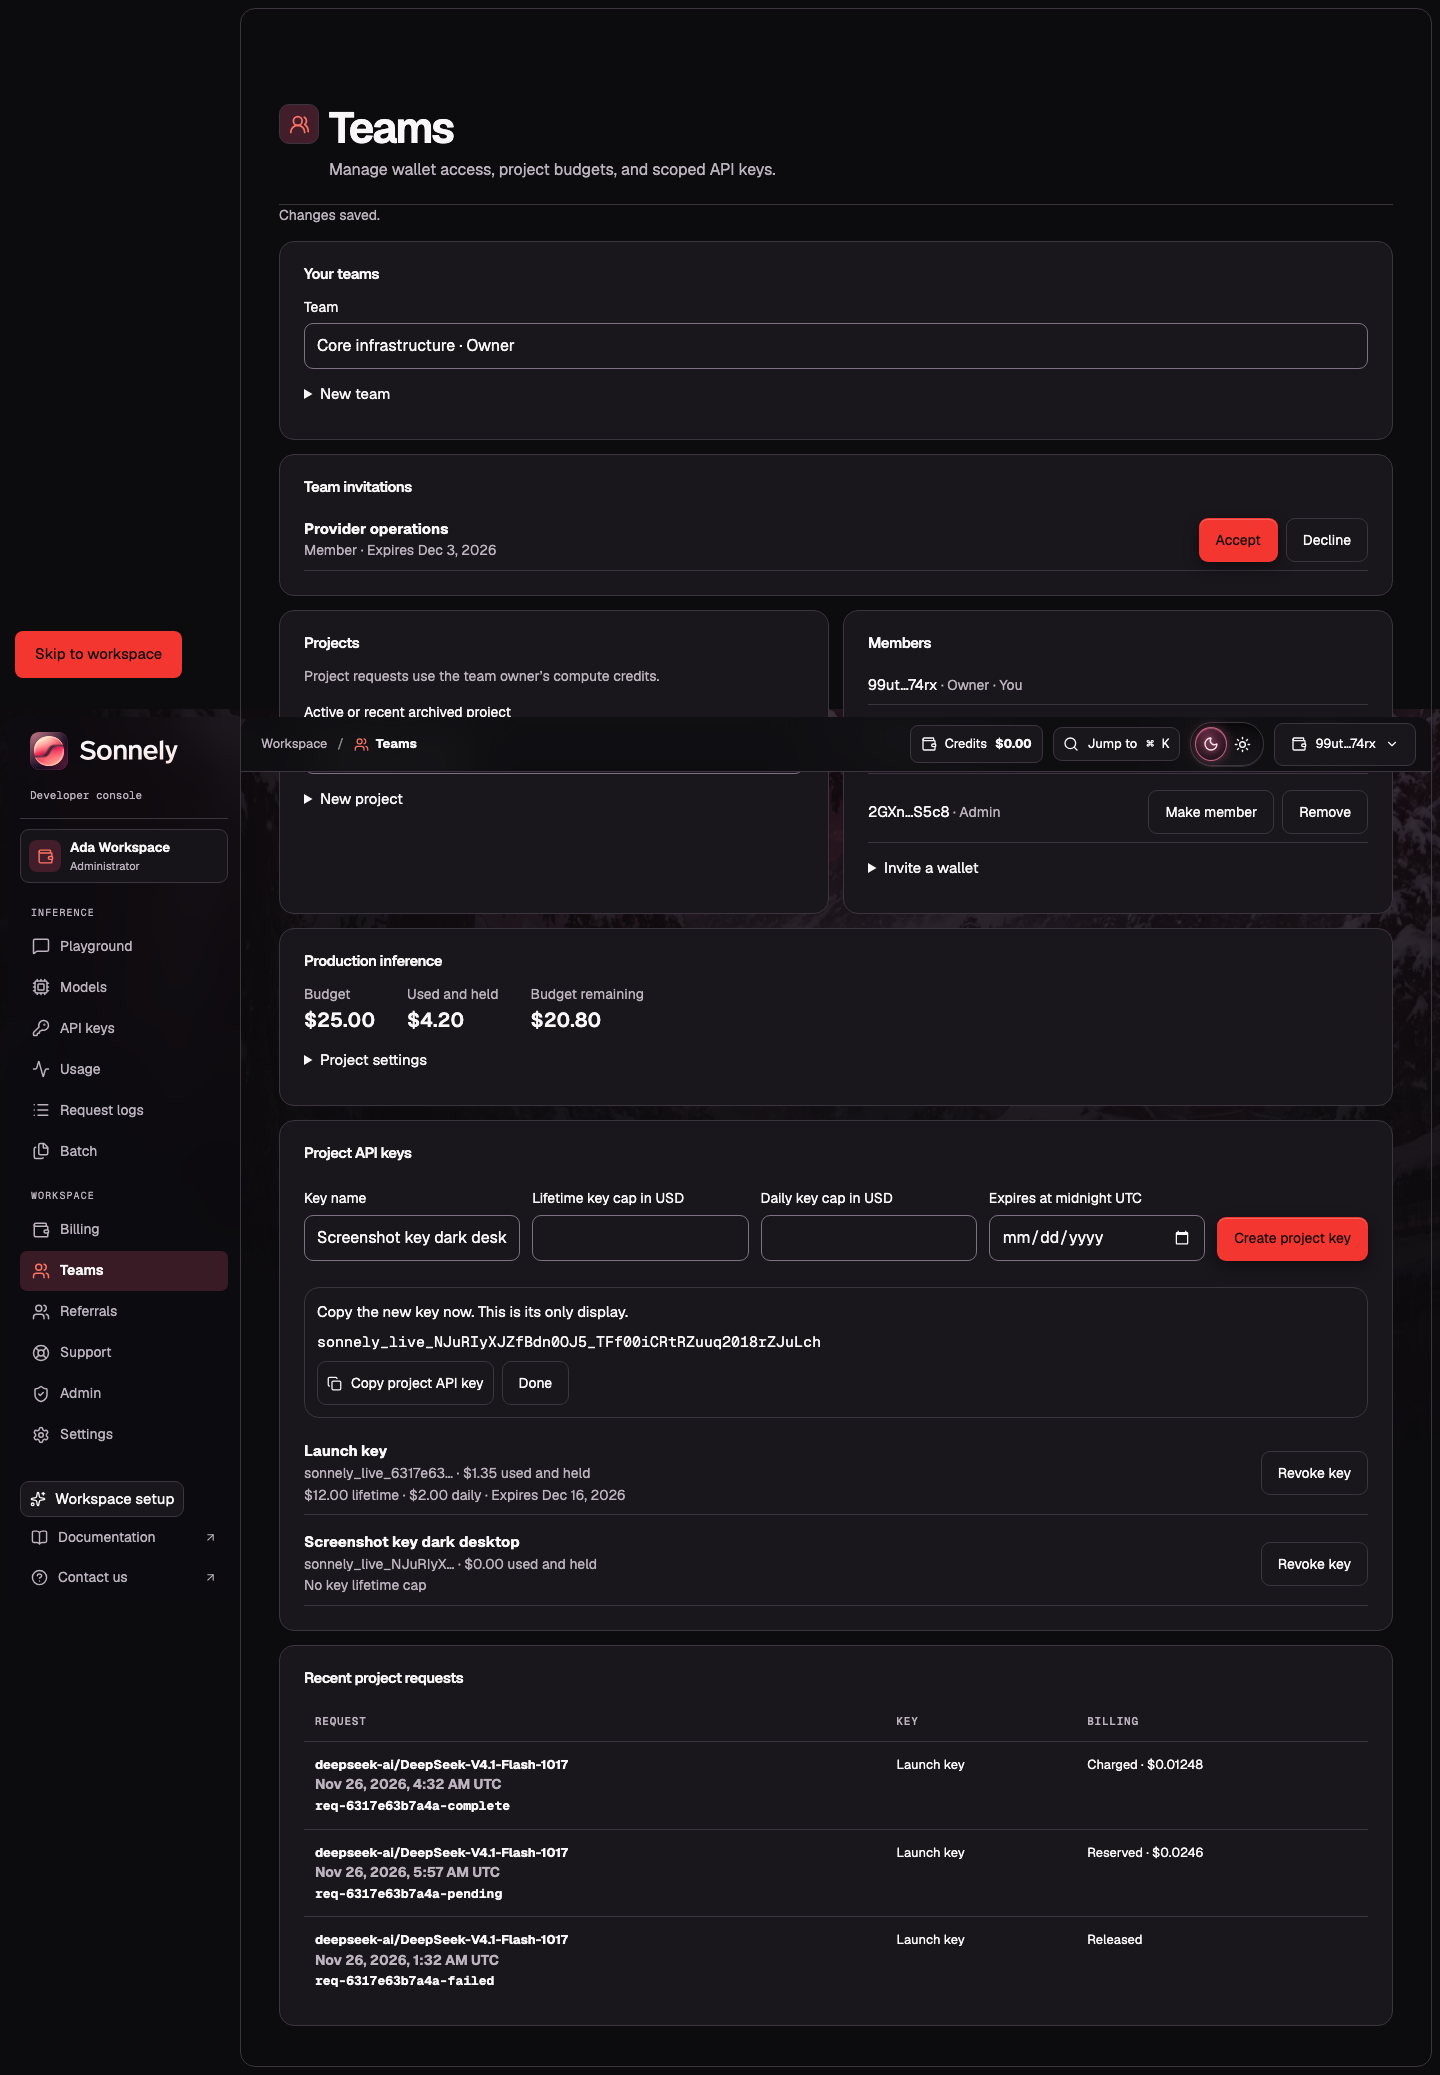 Teams
Manage wallet access, project budgets, and scoped API keys.
Changes saved.
Your teams
Team
Core infrastructure · Owner
New team
Team invitations
Provider operations
Member · Expires Dec 3, 2026
Accept
Decline
Skip to workspace
Projects
Project requests use the team owner’s compute credits.
Active or recent archived project
Members
99ut…74rx · Owner · You
Sonnely
Developer console
Workspace / Teams
Credits $0.00
Jump to ⌘ K
99ut…74rx
New project
2GXn…S5c8 · Admin
Make member
Remove
Invite a wallet
Ada Workspace
Administrator
INFERENCE
Playground
Models
API keys
Usage
Request logs
Batch
WORKSPACE
Billing
Teams
Referrals
Support
Admin
Settings
Workspace setup
Documentation
Contact us
Production inference
Budget
$25.00
Used and held
$4.20
Budget remaining
$20.80
Project settings
Project API keys
Key name
Screenshot key dark desk
Lifetime key cap in USD
Daily key cap in USD
Expires at midnight UTC
mm/dd/yyyy
Create project key
Copy the new key now. This is its only display.
sonnely_live_NJuRIyXJZfBdn0OJ5_TFf00iCRtRZuuq2018rZJuLch
Copy project API key
Done
Launch key
sonnely_live_6317e63… · $1.35 used and held
$12.00 lifetime · $2.00 daily · Expires Dec 16, 2026
Revoke key
Screenshot key dark desktop
sonnely_live_NJuRIyX… · $0.00 used and held
No key lifetime cap
Revoke key
Recent project requests
REQUEST KEY BILLING
deepseek-ai/DeepSeek-V4.1-Flash-1017 Launch key Charged · $0.01248
Nov 26, 2026, 4:32 AM UTC
req-6317e63b7a4a-complete
deepseek-ai/DeepSeek-V4.1-Flash-1017 Launch key Reserved · $0.0246
Nov 26, 2026, 5:57 AM UTC
req-6317e63b7a4a-pending
deepseek-ai/DeepSeek-V4.1-Flash-1017 Launch key Released
Nov 26, 2026, 1:32 AM UTC
req-6317e63b7a4a-failed